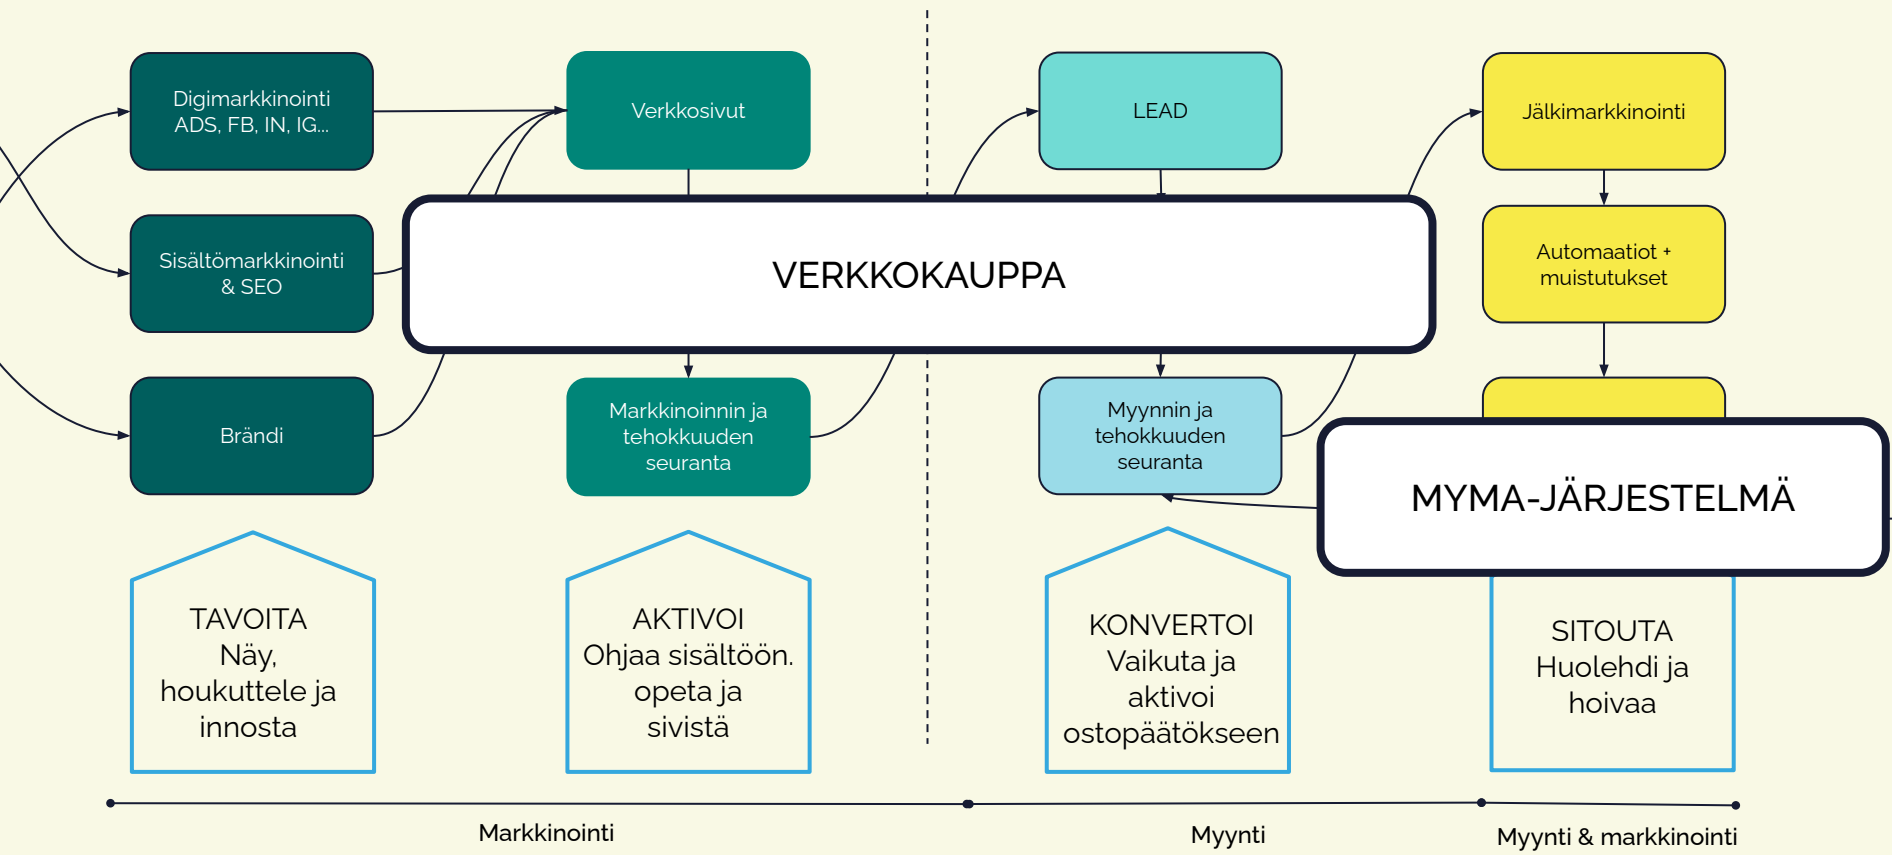 Digimarkkinointi
ADS, FB, IN, IG...
Verkkosivut
LEAD
Jälkimarkkinointi
Sisältömarkkinointi
& SEO
VERKKOKAUPPA
Automaatiot +
muistutukset
Brändi
Markkinoinnin ja
tehokkuuden
seuranta
Myynnin ja
tehokkuuden
seuranta
MYMA-JÄRJESTELMÄ
TAVOITA
Näy,
houkuttele ja
innosta
AKTIVOI
Ohjaa sisältöön.
opeta ja
sivistä
KONVERTOI
Vaikuta ja
aktivoi
ostopäätökseen
SITOUTA
Huolehdi ja
hoivaa
Markkinointi
Myynti
Myynti & markkinointi